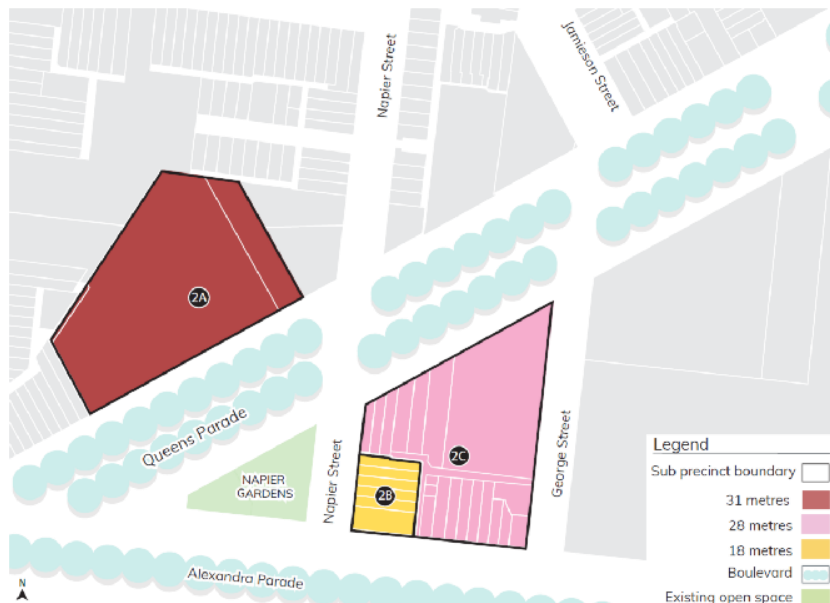 Napier Street
Jamieson Street
2A
Queens Parade
NAPIER
GARDENS
Napier Street
2B
2C
George Street
Alexandra Parade
N
Legend
Sub precinct boundary
31 metres
28 metres
18 metres
Boulevard
Existing open space